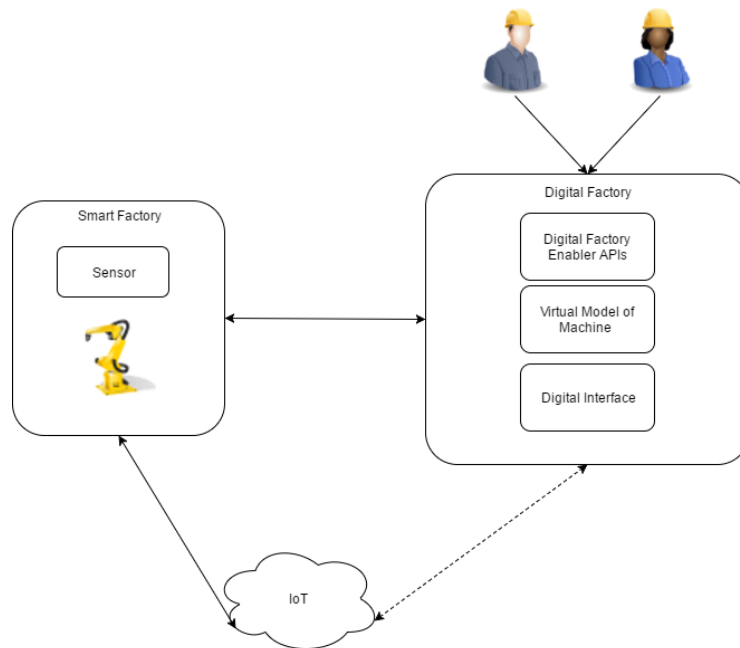 Digital Factory
Smart Factory
Digital Factory
Enabler APIs
Sensor
Virtual Model of
Machine
Digital Interface
IoT